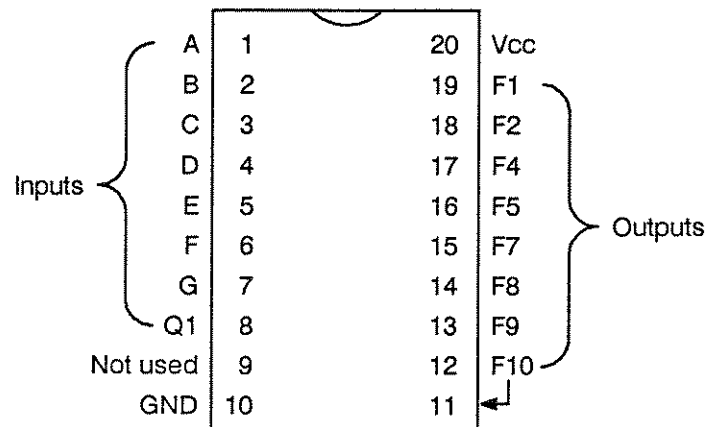 A 1 20 Vcc
B 2 19 F1
C 3 18 F2
D 4 17 F4
Inputs E 5 16 F5 Outputs
F 6 15 F7
G 7 14 F8
Q1 8 13 F9
Not used 9 12 F10
GND 10 11